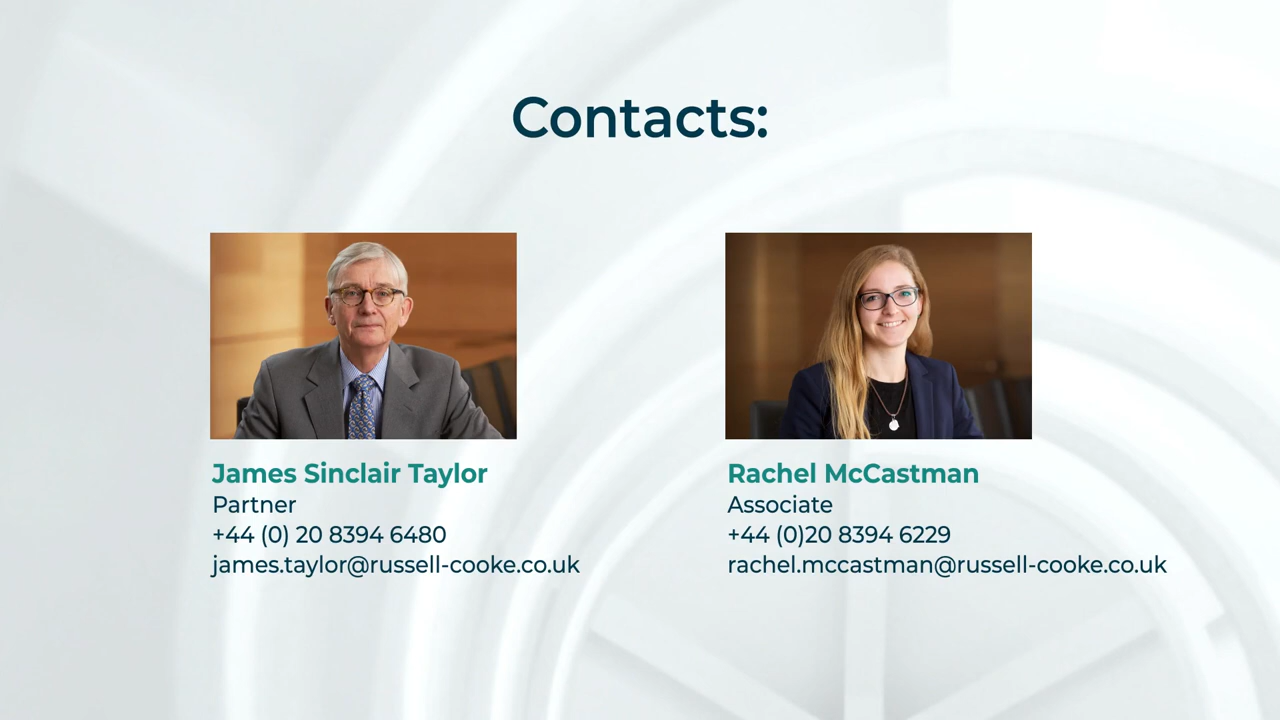 Contacts:
James Sinclair Taylor
Partner
+44 (0) 20 8394 6480
james.taylor@russell-cooke.co.uk
Rachel McCastman
Associate
+44 (0)20 8394 6229
rachel.mccastman@russell-cooke.co.uk